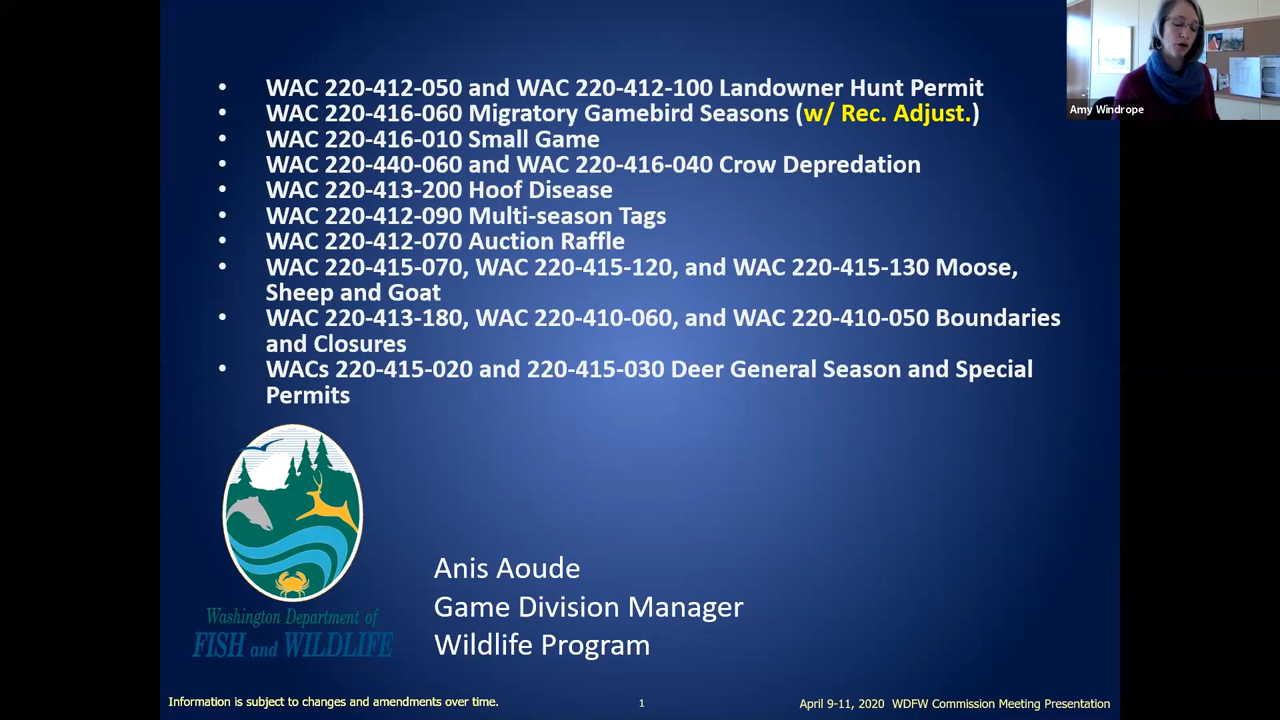 WAC 220-412-050 and WAC 220-412-100 Landowner Hunt Permit
WAC 220-416-060 Migratory Gamebird Seasons (w/ Rec. Adjust.)
WAC 220-416-010 Small Game
WAC 220-440-060 and WAC 220-416-040 Crow Depredation
WAC 220-413-200 Hoof Disease
WAC 220-412-090 Multi-season Tags
WAC 220-412-070 Auction Raffle
WAC 220-415-070, WAC 220-415-120, and WAC 220-415-130 Moose,
Sheep and Goat
WAC 220-413-180, WAC 220-410-060, and WAC 220-410-050 Boundaries
and Closures
WACs 220-415-020 and 220-415-030 Deer General Season and Special
Permits
Amy Windrope
Washington Department of
FISH and WILDLIFE
Anis Aoude
Game Division Manager
Wildlife Program
Information is subject to changes and amendments over time.
1
April 9-11, 2020 WDFW Commission Meeting Presentation